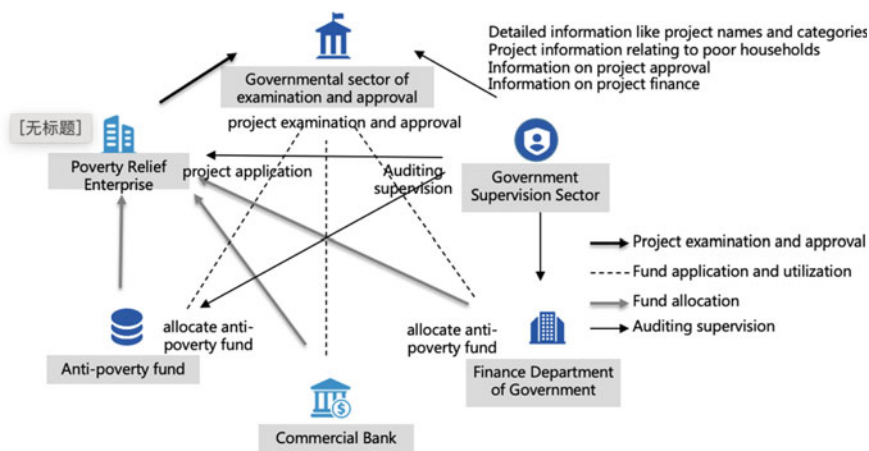 Detailed information like project names and categories
Project information relating to poor households
Information on project approval
Information on project finance
Governmental sector of
examination and approval
project examination and approval
[无标题]
Poverty Relief
Enterprise
project application
Auditing
supervision
Government
Supervision Sector
Project examination and approval
Fund application and utilization
Fund allocation
Auditing supervision
allocate anti-
poverty fund
allocate anti-
poverty fund
Anti-poverty fund
Finance Department
of Government
Commercial Bank